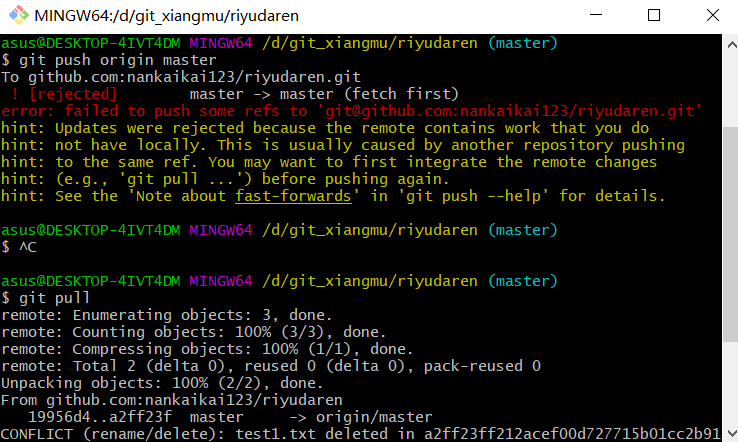 MINGW64:/d/git_xiangmu/riyudaren
asus@DESKTOP-4IVT4DM MINGW64 /d/git_xiangmu/riyudaren (master)
$ git push origin master
To github.com:nankaikai123/riyudaren.git
 ! [rejected]        master -> master (fetch first)
error: failed to push some refs to 'git@github.com:nankaikai123/riyudaren.git'
hint: Updates were rejected because the remote contains work that you do
hint: not have locally. This is usually caused by another repository pushing
hint: to the same ref. You may want to first integrate the remote changes
hint: (e.g., 'git pull ...') before pushing again.
hint: See the 'Note about fast-forwards' in 'git push --help' for details.
asus@DESKTOP-4IVT4DM MINGW64 /d/git_xiangmu/riyudaren (master)
$ ^C
asus@DESKTOP-4IVT4DM MINGW64 /d/git_xiangmu/riyudaren (master)
$ git pull
remote: Enumerating objects: 3, done.
remote: Counting objects: 100% (3/3), done.
remote: Compressing objects: 100% (1/1), done.
remote: Total 2 (delta 0), reused 0 (delta 0), pack-reused 0
Unpacking objects: 100% (2/2), done.
From github.com:nankaikai123/riyudaren
   19956d4..a2ff23f  master     -> origin/master
CONFLICT (rename/delete): test1.txt deleted in a2ff23ff212acef00d727715b01cc2b91